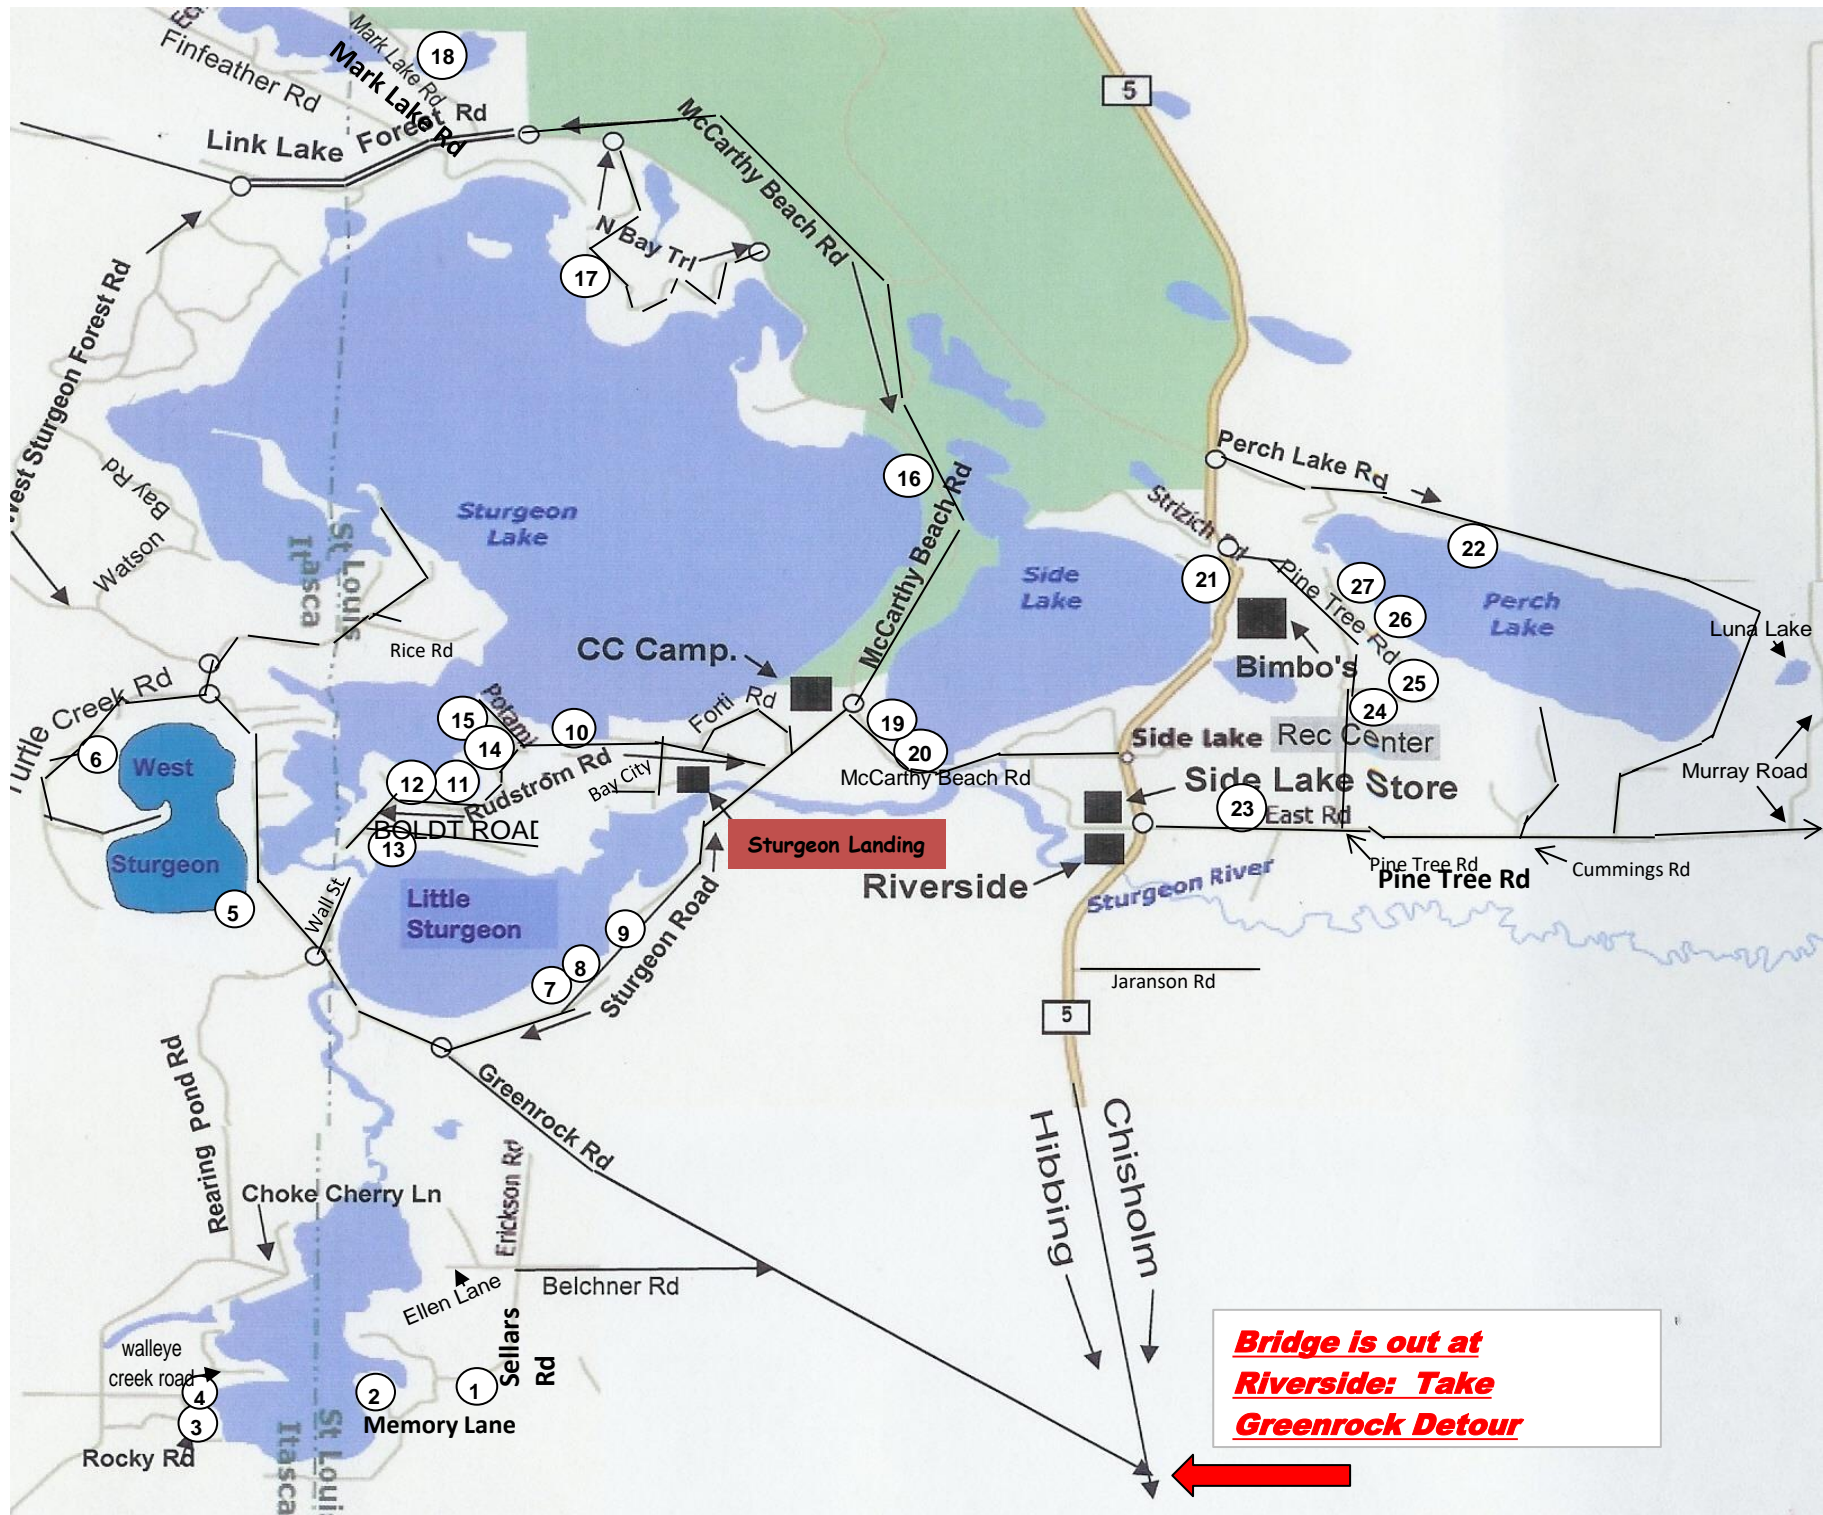 Finfeather Rd
Mark Lake Rd
Mark Lake Rd
18
Link Lake Forest Rd
5
McCarthy Beach Rd
N Bay Trl
17
West Sturgeon Forest Rd
Bay Rd
Watson
St Louis
Itasca
Sturgeon
Lake
16
McCarthy Beach Rd
Perch Lake Rd
Strizich Rd
22
21
Side
Lake
Pine Tree Rd
27
26
Perch
Lake
Luna Lake
Bimbo's
25
24
Rice Rd
CC Camp.
Turtle Creek Rd
6
West
Sturgeon
5
15
Potami
14
10
Forti Rd
19
20
McCarthy Beach Rd
Side lake Rec Center
Murray Road
12
11
Rudstrom Rd
Bay City
Side Lake Store
BOLDT ROAD
13
Sturgeon Landing
23
East Rd
Pine Tree Rd
Pine Tree Rd
Cummings Rd
Riverside
Sturgeon River
Wall St
Little
Sturgeon
9
8
7
Sturgeon Road
Jaranson Rd
5
Rearing Pond Rd
Greenrock Rd
Hibbing
Chisholm
Choke Cherry Ln
Erickson Rd
Ellen Lane
Belchner Rd
Sellars
Rd
walleye
creek road
4
3
2
1
Memory Lane
Rocky Rd
Itasca
St Loui
Bridge is out at
Riverside: Take
Greenrock Detour